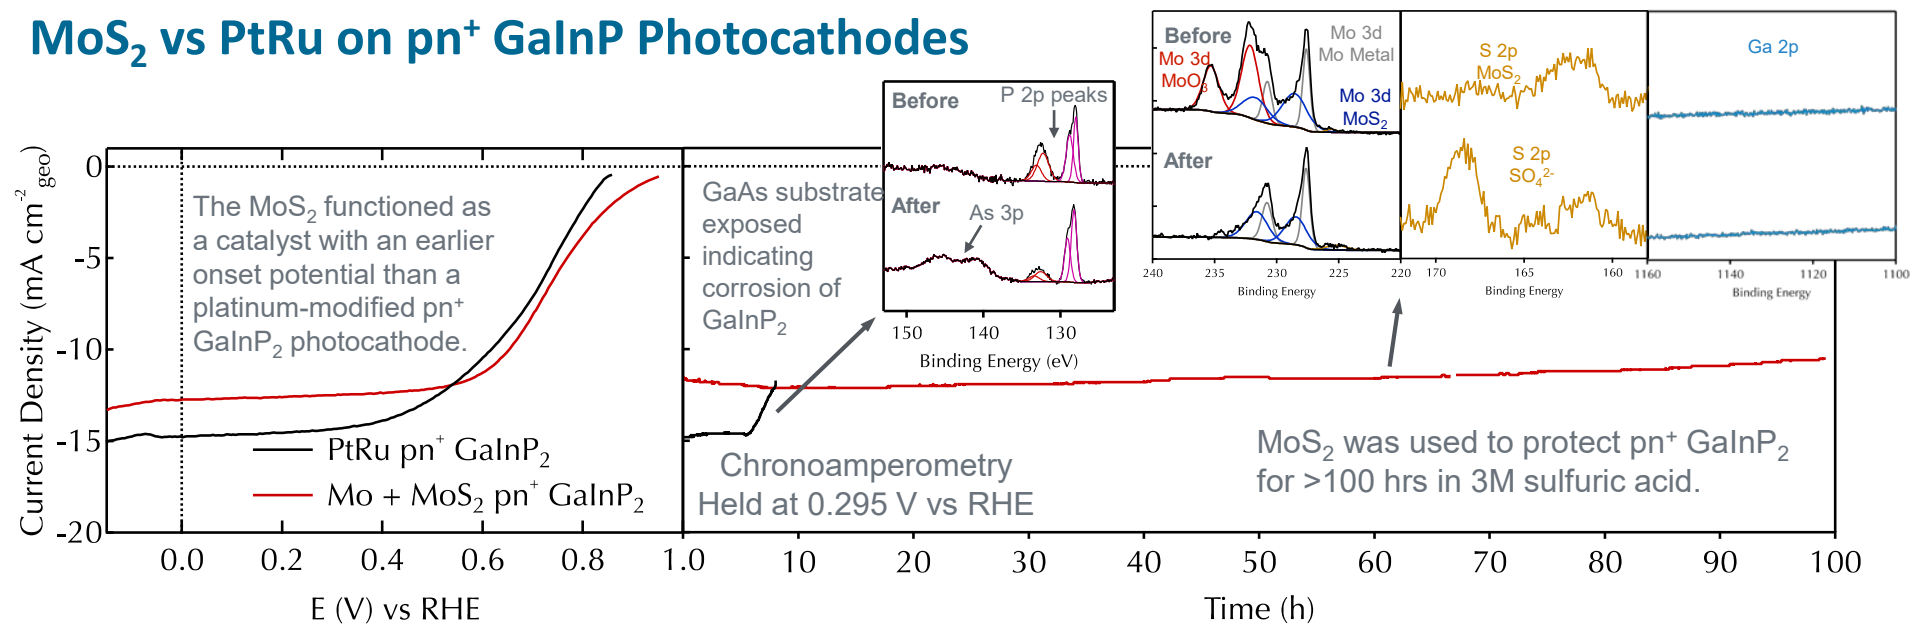 MoS2 vs PtRu on pn+ GaInP Photocathodes
Current Density (mA cm-2geo)
0
-5
-10
-15
-20
The MoS2 functioned as
a catalyst with an earlier
onset potential than a
platinum-modified pn+
GaInP2 photocathode.
PtRu pn+ GaInP2
Mo + MoS2 pn+ GaInP2
0.0 0.2 0.4 0.6 0.8 1.0
E (V) vs RHE
GaAs substrate
exposed
indicating
corrosion of
GaInP2
Chronoamperometry
Held at 0.295 V vs RHE
10 20 30 40 50 60 70 80 90 100
Time (h)
Before
P 2p peaks
After
As 3p
150 140 130
Binding Energy (eV)
Before
Mo 3d
MoO3
Mo 3d
Mo Metal
Mo 3d
MoS2
After
240 235 230 225 220
Binding Energy
S 2p
MoS2
S 2p
SO42-
170 165 160
Binding Energy
Ga 2p
1160 1140 1120 1100
Binding Energy
MoS2 was used to protect pn+ GaInP2
for >100 hrs in 3M sulfuric acid.